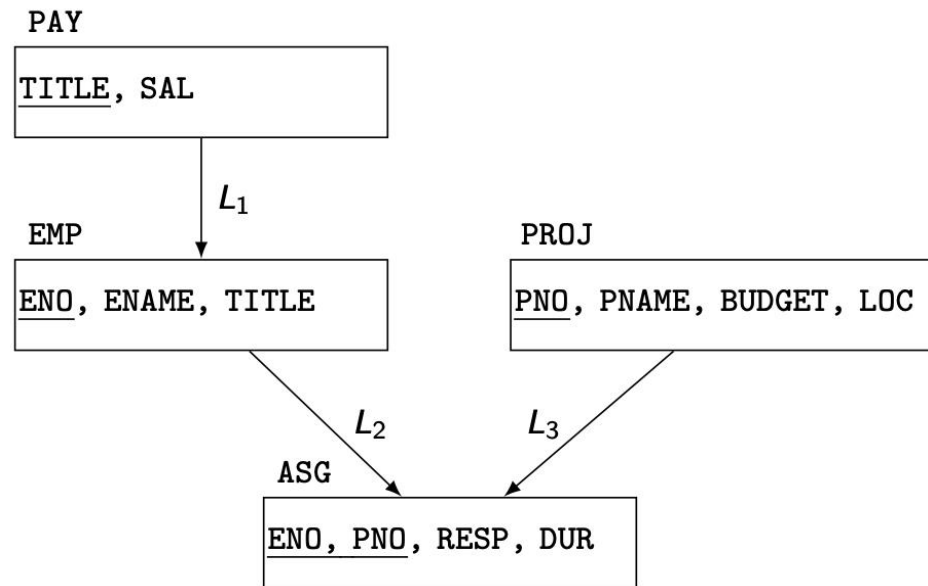 PAY
TITLE, SAL
L1
EMP
PROJ
ENO, ENAME, TITLE
PNO, PNAME, BUDGET, LOC
L2
L3
ASG
ENO, PNO, RESP, DUR